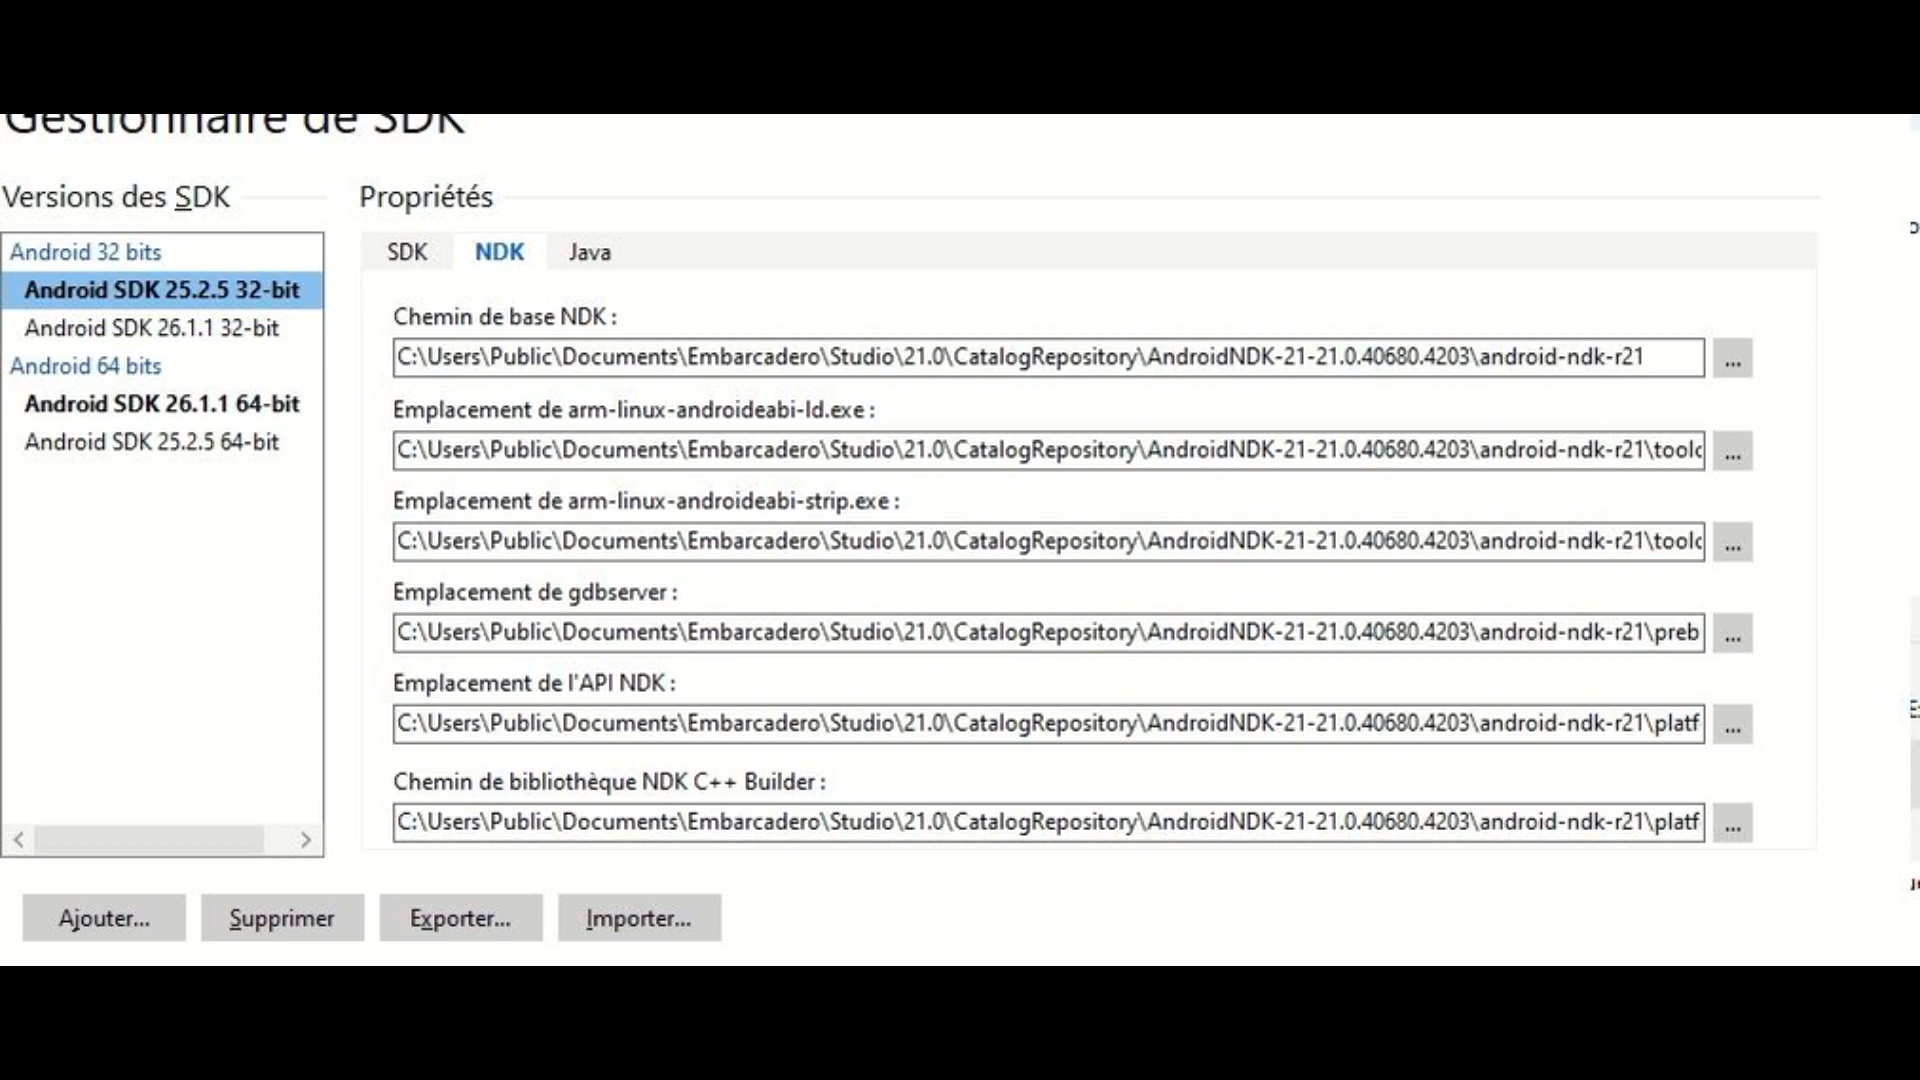 Gestionnaire de SDK
Versions des SDK
Android 32 bits
Android SDK 25.2.5 32-bit
Android SDK 26.1.1 32-bit
Android 64 bits
Android SDK 26.1.1 64-bit
Android SDK 25.2.5 64-bit
Propriétés
SDK NDK Java
Chemin de base NDK :
C:\Users\Public\Documents\Embarcadero\Studio\21.0\CatalogRepository\AndroidNDK-21-21.0.40680.4203\android-ndk-r21
...
Emplacement de arm-linux-androideabi-ld.exe :
C:\Users\Public\Documents\Embarcadero\Studio\21.0\CatalogRepository\AndroidNDK-21-21.0.40680.4203\android-ndk-r21\toolc
...
Emplacement de arm-linux-androideabi-strip.exe :
C:\Users\Public\Documents\Embarcadero\Studio\21.0\CatalogRepository\AndroidNDK-21-21.0.40680.4203\android-ndk-r21\toolc
...
Emplacement de gdbserver :
C:\Users\Public\Documents\Embarcadero\Studio\21.0\CatalogRepository\AndroidNDK-21-21.0.40680.4203\android-ndk-r21\preb
...
Emplacement de l'API NDK :
C:\Users\Public\Documents\Embarcadero\Studio\21.0\CatalogRepository\AndroidNDK-21-21.0.40680.4203\android-ndk-r21\platf
...
Chemin de bibliothèque NDK C++ Builder :
C:\Users\Public\Documents\Embarcadero\Studio\21.0\CatalogRepository\AndroidNDK-21-21.0.40680.4203\android-ndk-r21\platf
...
Ajouter... Supprimer Exporter... Importer...